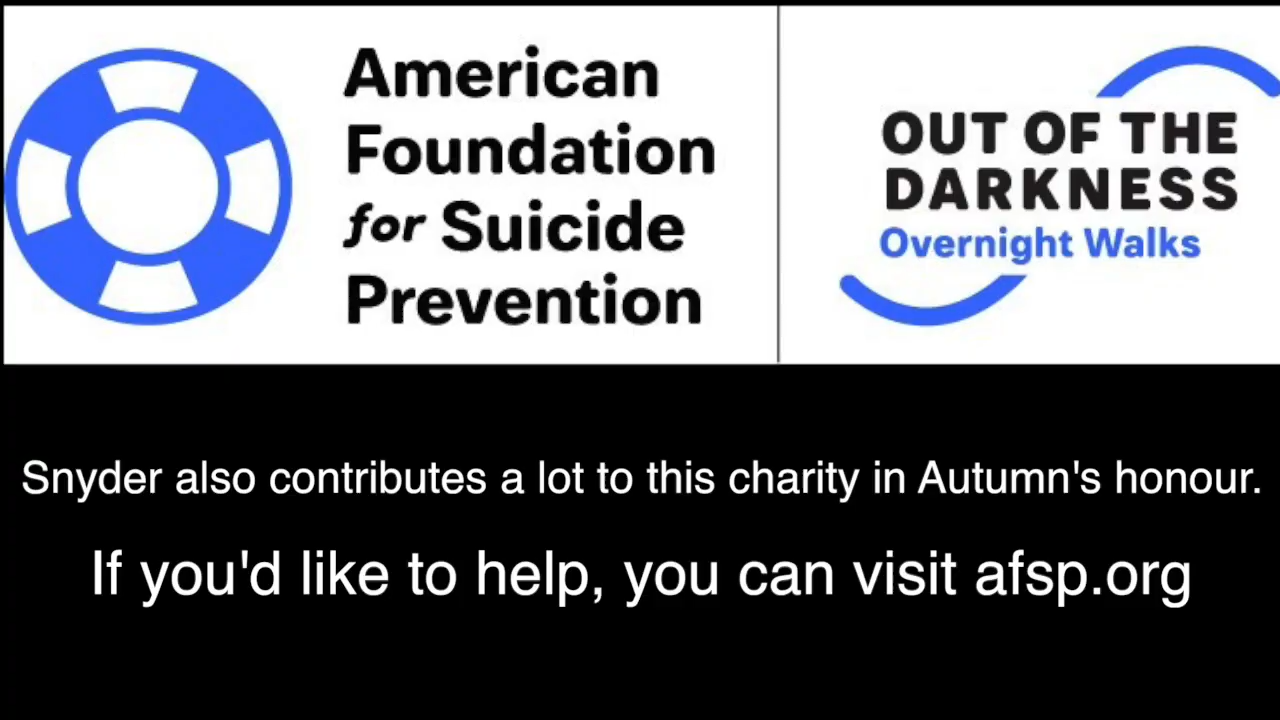 American
Foundation
for Suicide
Prevention
OUT OF THE
DARKNESS
Overnight Walks
Snyder also contributes a lot to this charity in Autumn's honour.
If you'd like to help, you can visit afsp.org